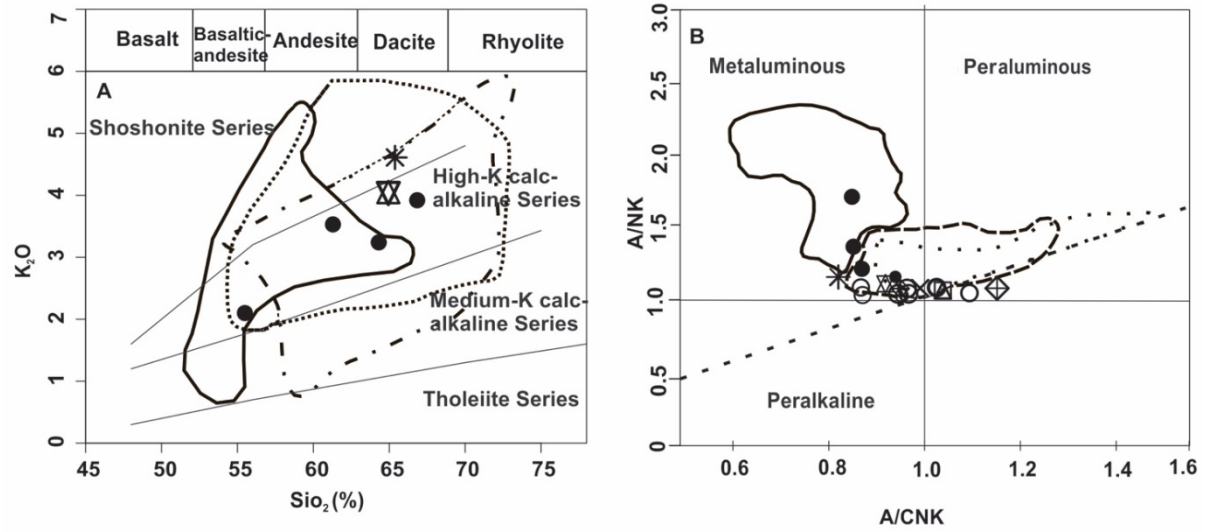 7
6
5
4
3
2
1
0
K2O
Basalt
Basaltic-
andesite
Andesite
Dacite
Rhyolite
A
Shoshonite Series
High-K calc-
alkaline Series
Medium-K calc-
alkaline Series
Tholeiite Series
45
55
60
65
70
75
Sio2 (%)
3.0
2.5
2.0
1.5
1.0
0.5
0
A/NK
B
Metaluminous
Peraluminous
Peralkaline
0.6
0.8
1.0
1.2
1.4
1.6
A/CNK